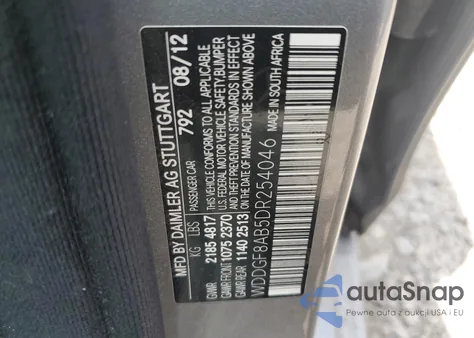 MFD BY DAIMLER AG STUTTGART
792 08/12
KG LBS PASSENGER CAR
GVWR 2185 4817 THIS VEHICLE CONFORMS TO ALL APPLICABLE
GAWR FRONT 1075 2370 U.S. FEDERAL MOTOR VEHICLE SAFETY, BUMPER
GAWR REAR 1140 2513 AND THEFT PREVENTION STANDARDS IN EFFECT
ON THE DATE OF MANUFACTURE SHOWN ABOVE.
WDDGF8AB5DR254046 MADE IN SOUTH AFRICA
autoSnap
Pewne auta z aukcji USA i EU